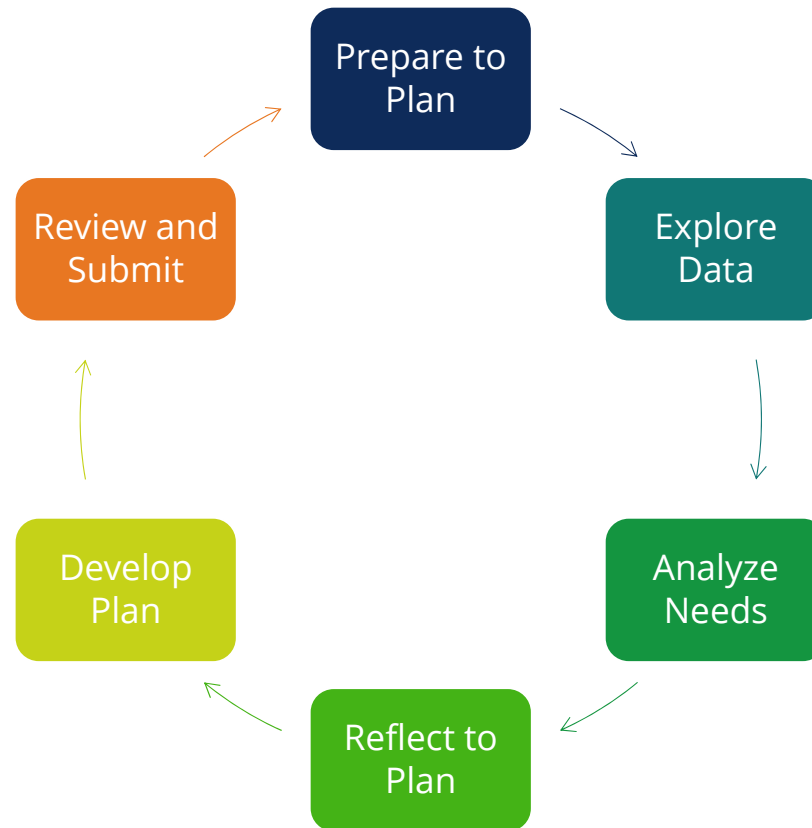 Prepare to
Plan
Explore
Data
Analyze
Needs
Reflect to
Plan
Develop
Plan
Review and
Submit